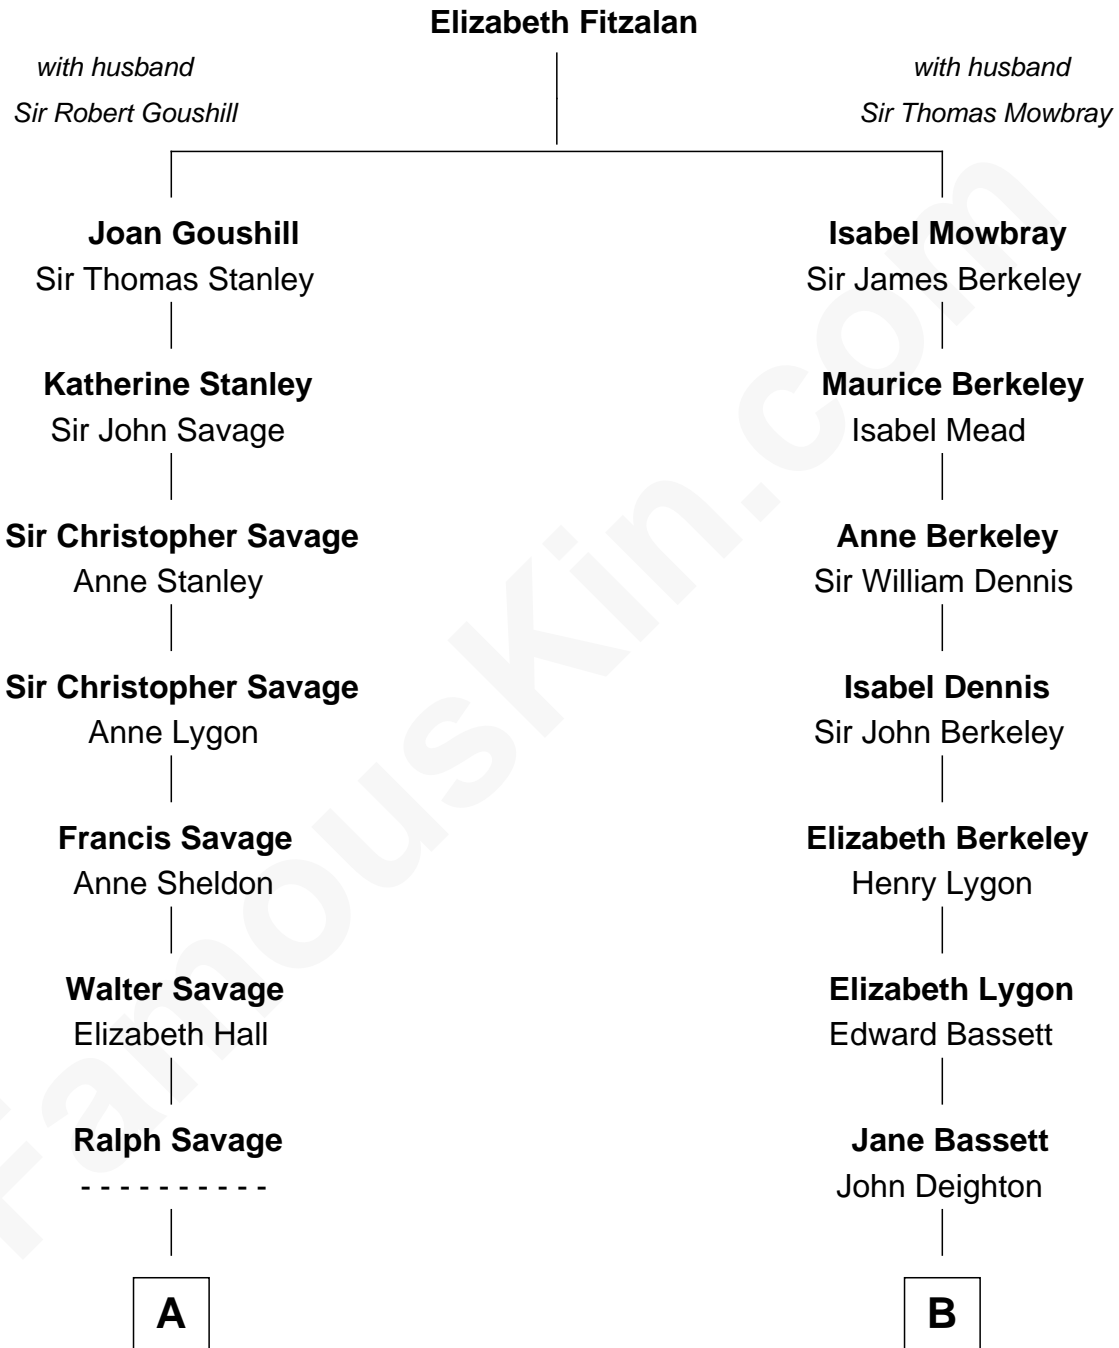 Elizabeth Fitzalan
with husband
Sir Robert Goushill
with husband
Sir Thomas Mowbray
Joan Goushill
Sir Thomas Stanley
Isabel Mowbray
Sir James Berkeley
Katherine Stanley
Sir John Savage
Maurice Berkeley
Isabel Mead
Sir Christopher Savage
Anne Stanley
Anne Berkeley
Sir William Dennis
Sir Christopher Savage
Anne Lygon
Isabel Dennis
Sir John Berkeley
Francis Savage
Anne Sheldon
Elizabeth Berkeley
Henry Lygon
Walter Savage
Elizabeth Hall
Elizabeth Lygon
Edward Bassett
Ralph Savage
- - - - - - - - - -
Jane Bassett
John Deighton
A
B
FamousKin.com